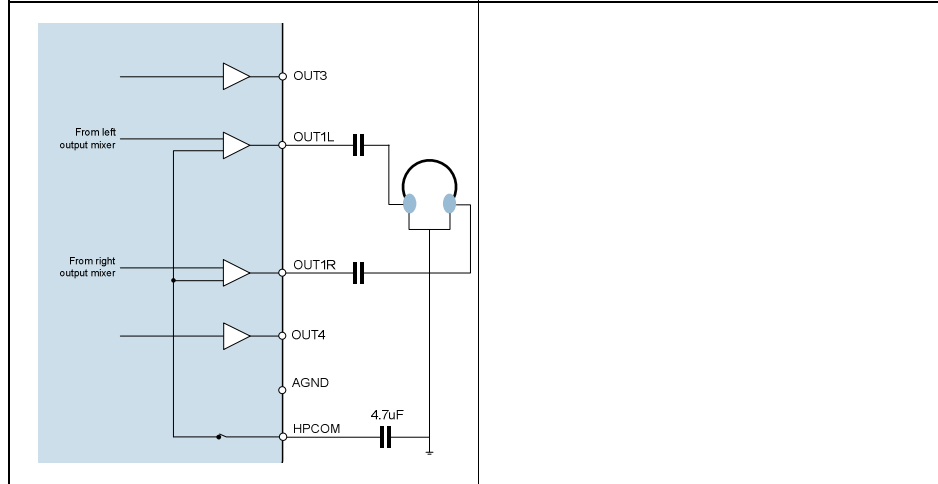 OUT3
From left
output mixer
OUT1L
From right
output mixer
OUT1R
OUT4
AGND
4.7uF
HPCOM